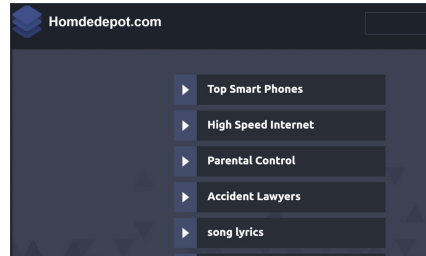 Homdedepot.com
Top Smart Phones
High Speed Internet
Parental Control
Accident Lawyers
song lyrics